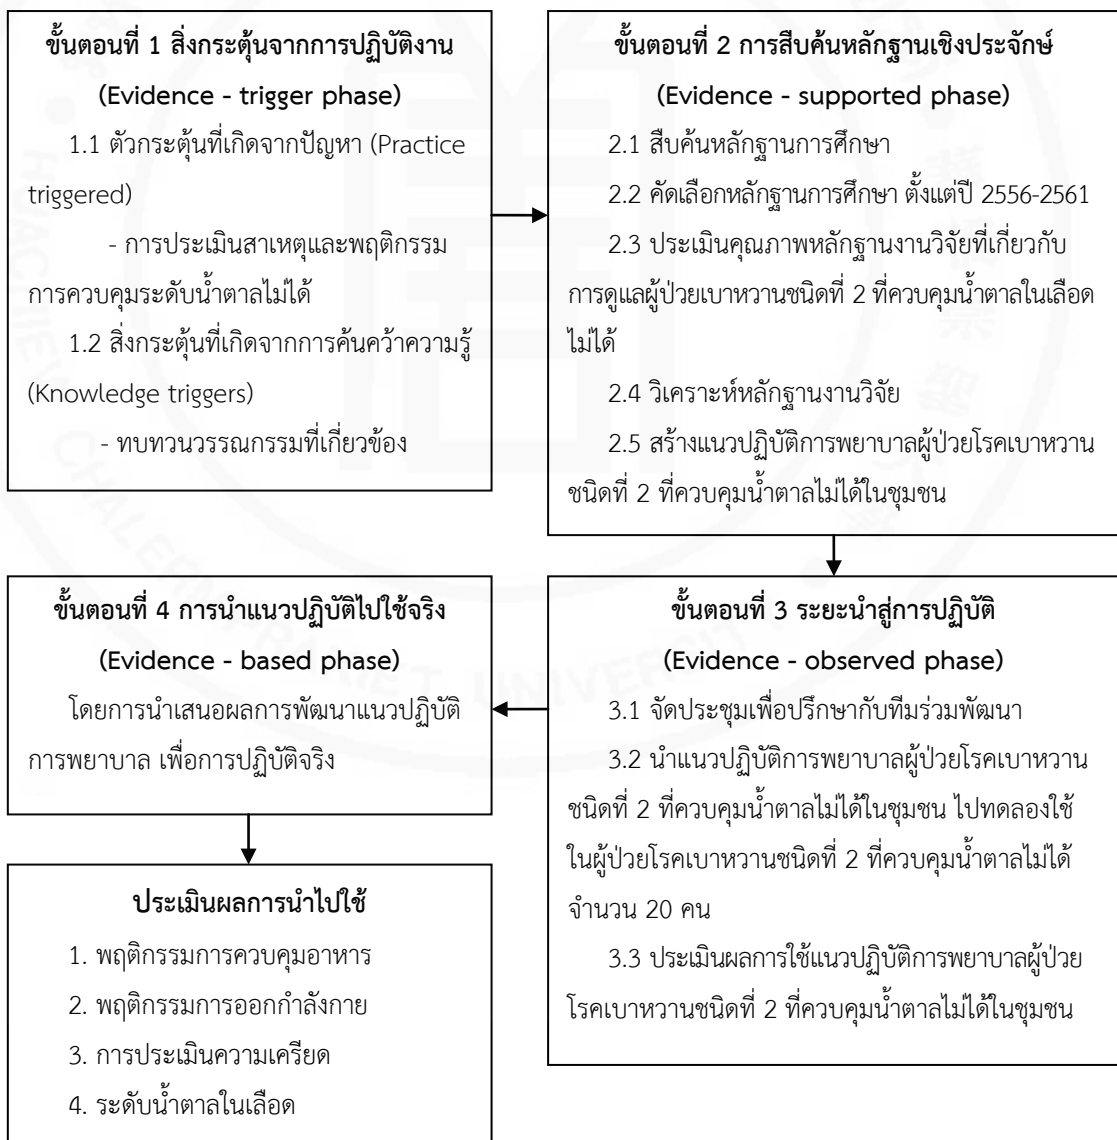 ขั้นตอนที่ 1 สิ่งกระตุ้นจากการปฏิบัติงาน
(Evidence - trigger phase)
1.1 ตัวกระตุ้นที่เกิดจากปัญหา (Practice
triggered)
- การประเมินสาเหตุและพฤติกรรม
การควบคุมระดับน้ำตาลไม่ได้
1.2 สิ่งกระตุ้นที่เกิดจากการค้นคว้าความรู้
(Knowledge triggers)
- ทบทวนวรรณกรรมที่เกี่ยวข้อง
ขั้นตอนที่ 2 การสืบค้นหลักฐานเชิงประจักษ์
(Evidence - supported phase)
2.1 สืบค้นหลักฐานการศึกษา
2.2 คัดเลือกหลักฐานการศึกษา ตั้งแต่ปี 2556-2561
2.3 ประเมินคุณภาพหลักฐานงานวิจัยที่เกี่ยวกับ
การดูแลผู้ป่วยเบาหวานชนิดที่ 2 ที่ควบคุมน้ำตาลในเลือด
ไม่ได้
2.4 วิเคราะห์หลักฐานงานวิจัย
2.5 สร้างแนวปฏิบัติการพยาบาลผู้ป่วยโรคเบาหวาน
ชนิดที่ 2 ที่ควบคุมน้ำตาลไม่ได้ในชุมชน
ขั้นตอนที่ 3 ระยะนำสู่การปฏิบัติ
(Evidence - observed phase)
3.1 จัดประชุมเพื่อปรึกษากับทีมร่วมพัฒนา
3.2 นำแนวปฏิบัติการพยาบาลผู้ป่วยโรคเบาหวาน
ชนิดที่ 2 ที่ควบคุมน้ำตาลไม่ได้ในชุมชน ไปทดลองใช้
ในผู้ป่วยโรคเบาหวานชนิดที่ 2 ที่ควบคุมน้ำตาลไม่ได้
จำนวน 20 คน
3.3 ประเมินผลการใช้แนวปฏิบัติการพยาบาลผู้ป่วย
โรคเบาหวานชนิดที่ 2 ที่ควบคุมน้ำตาลไม่ได้ในชุมชน
ขั้นตอนที่ 4 การนำแนวปฏิบัติไปใช้จริง
(Evidence - based phase)
โดยการนำเสนอผลการพัฒนาแนวปฏิบัติ
การพยาบาล เพื่อการปฏิบัติจริง
ประเมินผลการนำไปใช้
1. พฤติกรรมการควบคุมอาหาร
2. พฤติกรรมการออกกำลังกาย
3. การประเมินความเครียด
4. ระดับน้ำตาลในเลือด